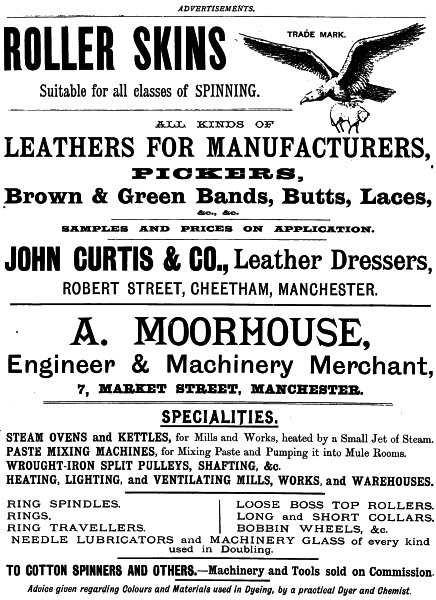 ADVERTISEMENTS.
ROLLER SKINS
TRADE MARK.
Suitable for all classes of SPINNING.
ALL KINDS OF
LEATHERS FOR MANUFACTURERS,
PICKERS,
Brown & Green Bands, Butts, Laces,
&c., &c.
SAMPLES AND PRICES ON APPLICATION.
JOHN CURTIS & CO., Leather Dressers,
ROBERT STREET, CHEETHAM, MANCHESTER.
A. MOORHOUSE,
Engineer & Machinery Merchant,
7, MARKET STREET, MANCHESTER.
SPECIALITIES.
STEAM OVENS and KETTLES, for Mills and Works, heated by a Small Jet of Steam.
PASTE MIXING MACHINES, for Mixing Paste and Pumping it into Mule Rooms.
WROUGHT-IRON SPLIT PULLEYS, SHAFTING, &c.
HEATING, LIGHTING, and VENTILATING MILLS, WORKS, and WAREHOUSES.
RING SPINDLES.
RINGS.
RING TRAVELLERS.
LOOSE BOSS TOP ROLLERS.
LONG and SHORT COLLARS.
BOBBIN WHEELS, &c.
NEEDLE LUBRICATORS and MACHINERY GLASS of every kind
used in Doubling.
TO COTTON SPINNERS AND OTHERS.—Machinery and Tools sold on Commission.
Advice given regarding Colours and Materials used in Dyeing, by a practical Dyer and Chemist.